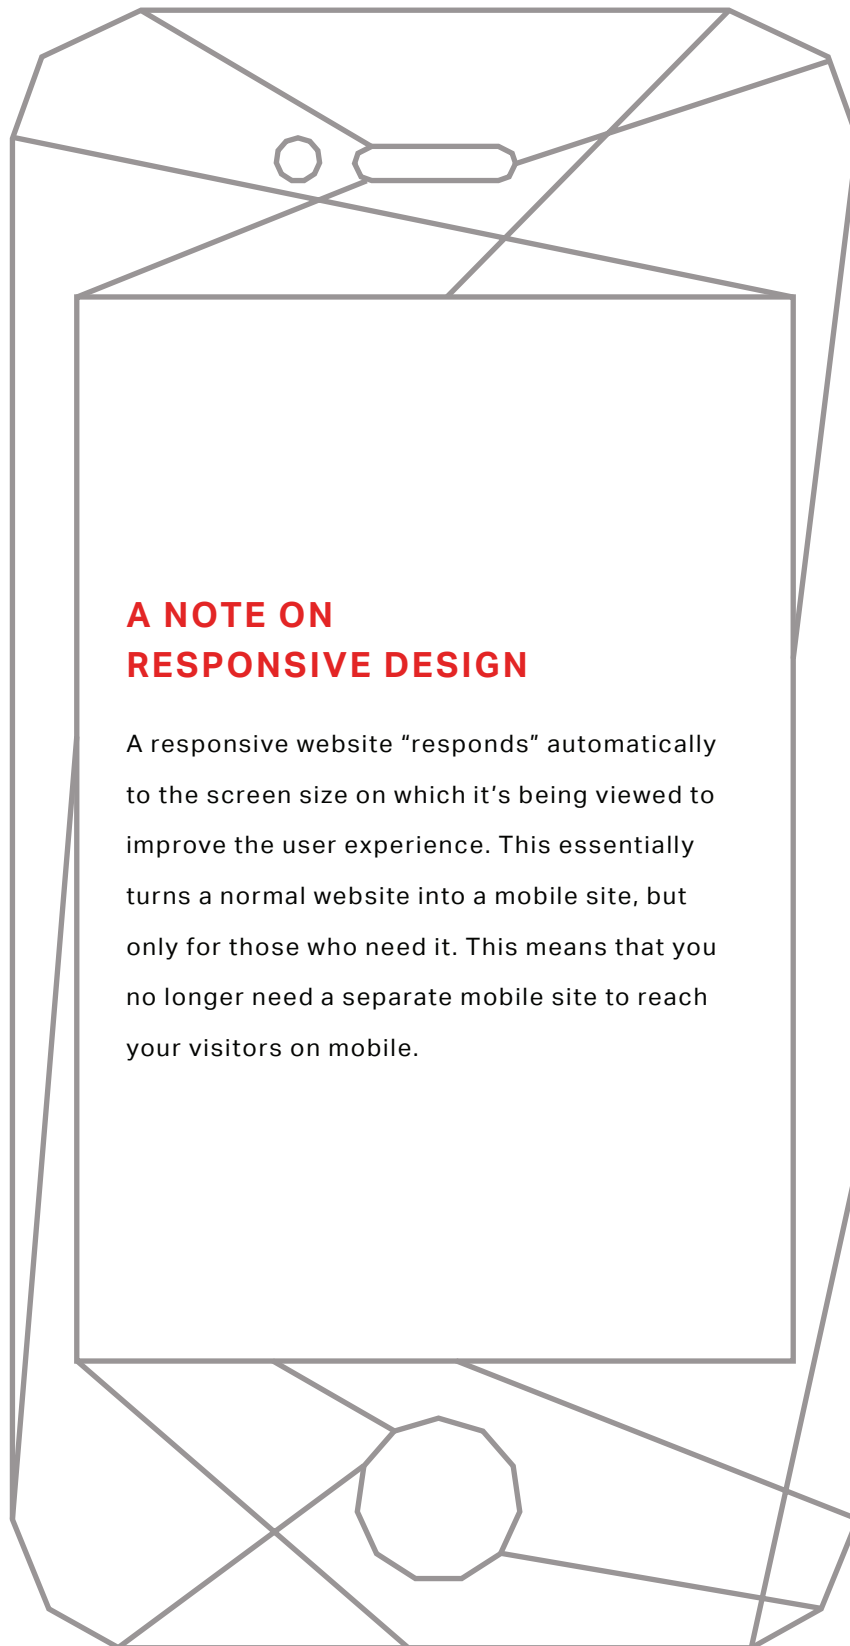 A NOTE ON
RESPONSIVE DESIGN
A responsive website “responds” automatically
to the screen size on which it’s being viewed to
improve the user experience. This essentially
turns a normal website into a mobile site, but
only for those who need it. This means that you
no longer need a separate mobile site to reach
your visitors on mobile.